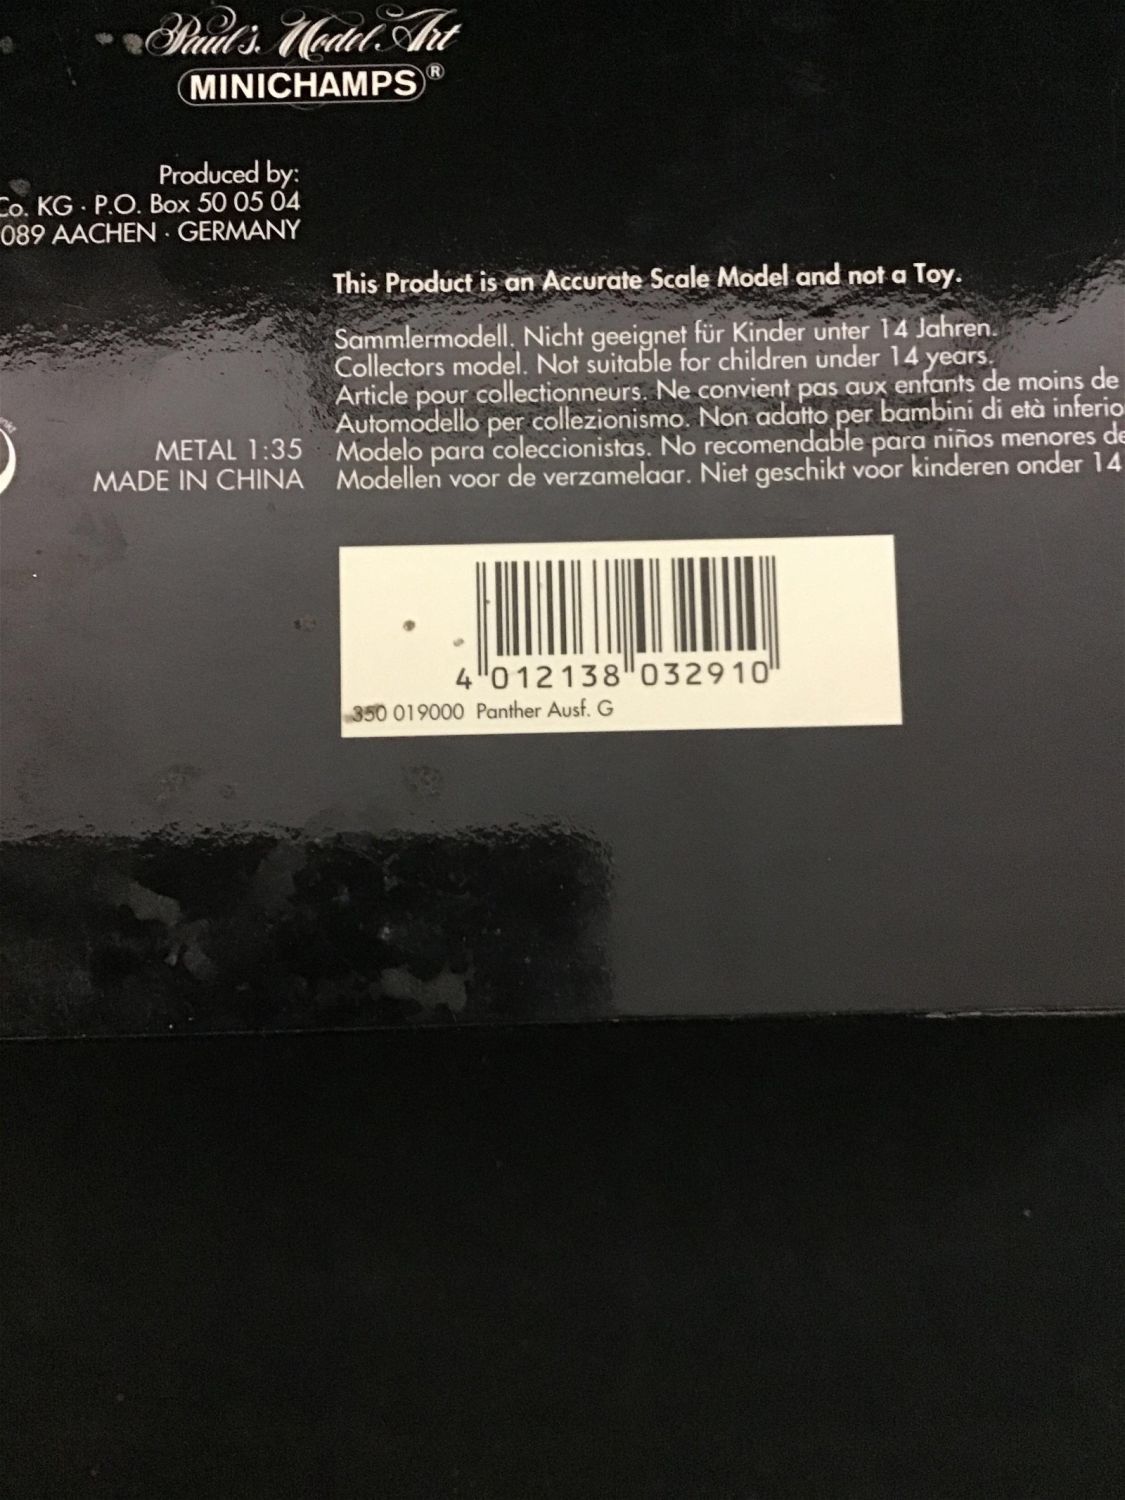 Paul's Model Art
MINICHAMPS®
Produced by:
Co. KG · P.O. Box 50 05 04
089 AACHEN · GERMANY
This Product is an Accurate Scale Model and not a Toy.
Sammlermodell. Nicht geeignet für Kinder unter 14 Jahren.
Collectors model. Not suitable for children under 14 years.
Article pour collectionneurs. Ne convient pas aux enfants de moins de
Automodello per collezionismo. Non adatto per bambini di età inferio
Modelo para coleccionistas. No recomendable para niños menores de
Modellen voor de verzamelaar. Niet geschikt voor kinderen onder 14
METAL 1:35
MADE IN CHINA
4 012138 032910
350 019000 Panther Ausf. G